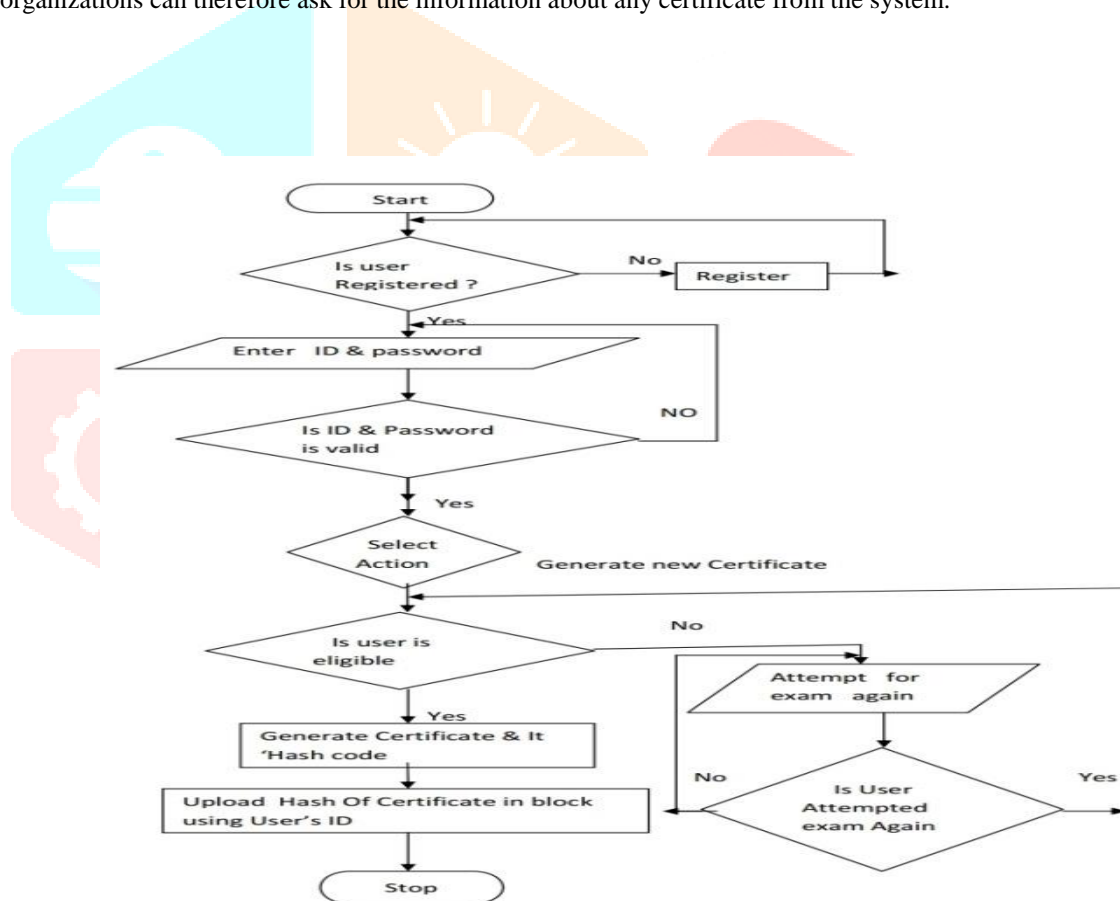 organizations can therefore ask for the information about any certificate from the system.
Start
Is user
Registered ?
No
Register
Yes
Enter ID & password
NO
Is ID & Password
is valid
Yes
Select
Action
Generate new Certificate
Is user is
eligible
No
Attempt for
exam again
Yes
Generate Certificate & It
‘Hash code
No
Is User
Attempted
exam Again
Yes
Upload Hash Of Certificate in block
using User’s ID
Stop